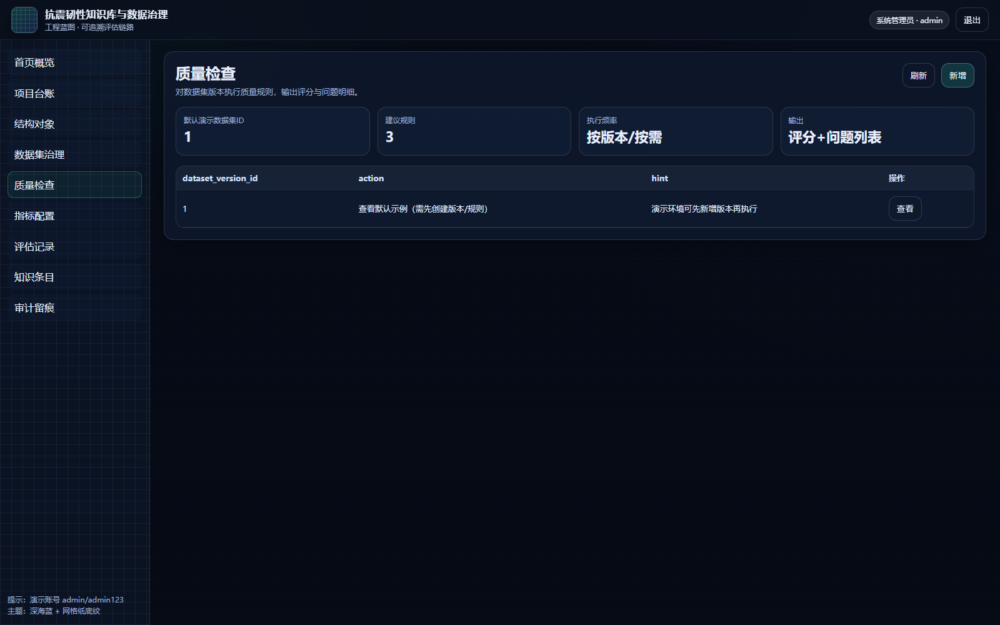 抗震韧性知识库与数据治理
工程蓝图 · 可追溯评估链路
系统管理员 · admin
退出
首页概览
项目台账
结构对象
数据集治理
质量检查
指标配置
评估记录
知识条目
审计留痕
提示：演示账号 admin/admin123
主题：深海蓝 + 网格纸底纹
质量检查
对数据集版本执行质量规则，输出评分与问题明细。
刷新
新增
默认演示数据集ID
1
建议规则
3
执行频率
按版本/按需
输出
评分+问题列表
dataset_version_id action hint 操作
1 查看默认示例（需先创建版本/规则） 演示环境可先新增版本再执行 查看